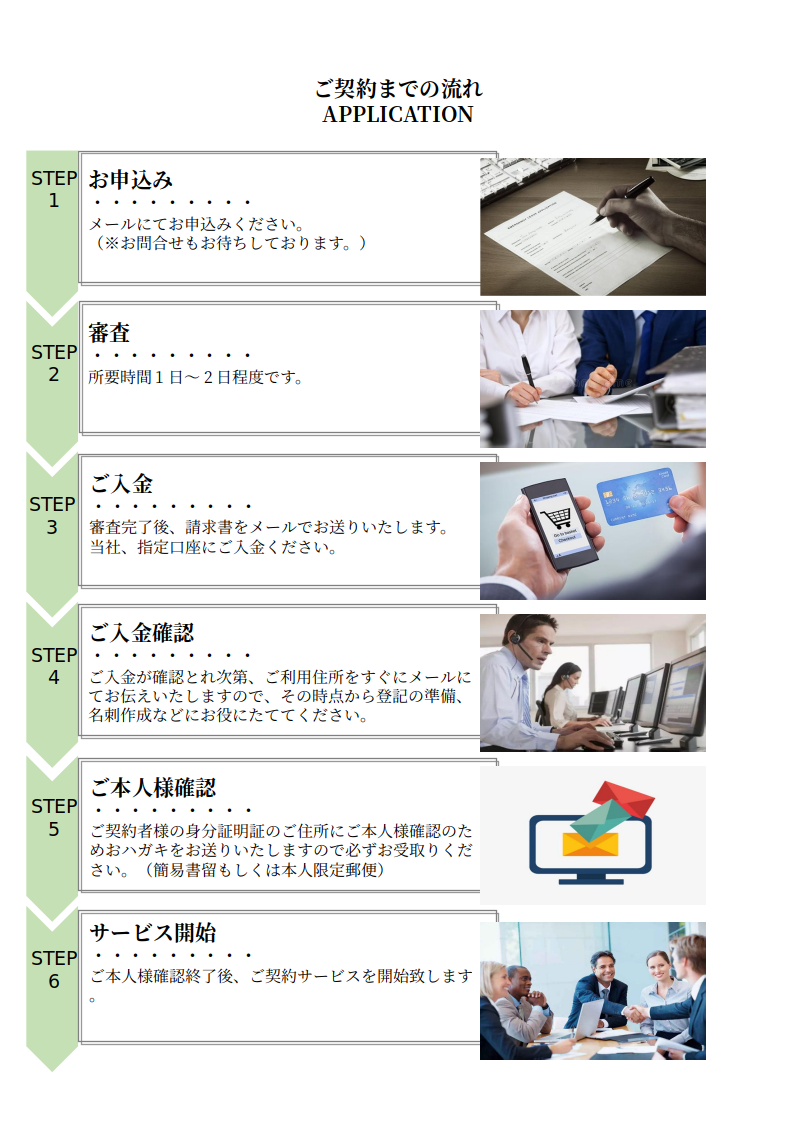 ご契約までの流れ
APPLICATION
STEP
1
お申込み
・・・・・・・・・
メールにてお申込みください。
（※お問合せもお待ちしております。）
STEP
2
審査
・・・・・・・・・
所要時間１日～２日程度です。
STEP
3
ご入金
・・・・・・・・・
審査完了後、請求書をメールでお送りいたします。
当社、指定口座にご入金ください。
Go to basket
Checkout
STEP
4
ご入金確認
・・・・・・・・・
ご入金が確認とれ次第、ご利用住所をすぐにメールに
てお伝えいたしますので、その時点から登記の準備、
名刺作成などにお役にたててください。
STEP
5
ご本人様確認
・・・・・・・・・
ご契約者様の身分証明証のご住所にご本人様確認のた
めおハガキをお送りいたしますので必ずお受取りくだ
さい。（簡易書留もしくは本人限定郵便）
STEP
6
サービス開始
・・・・・・・・・
ご本人様確認終了後、ご契約サービスを開始致します
。